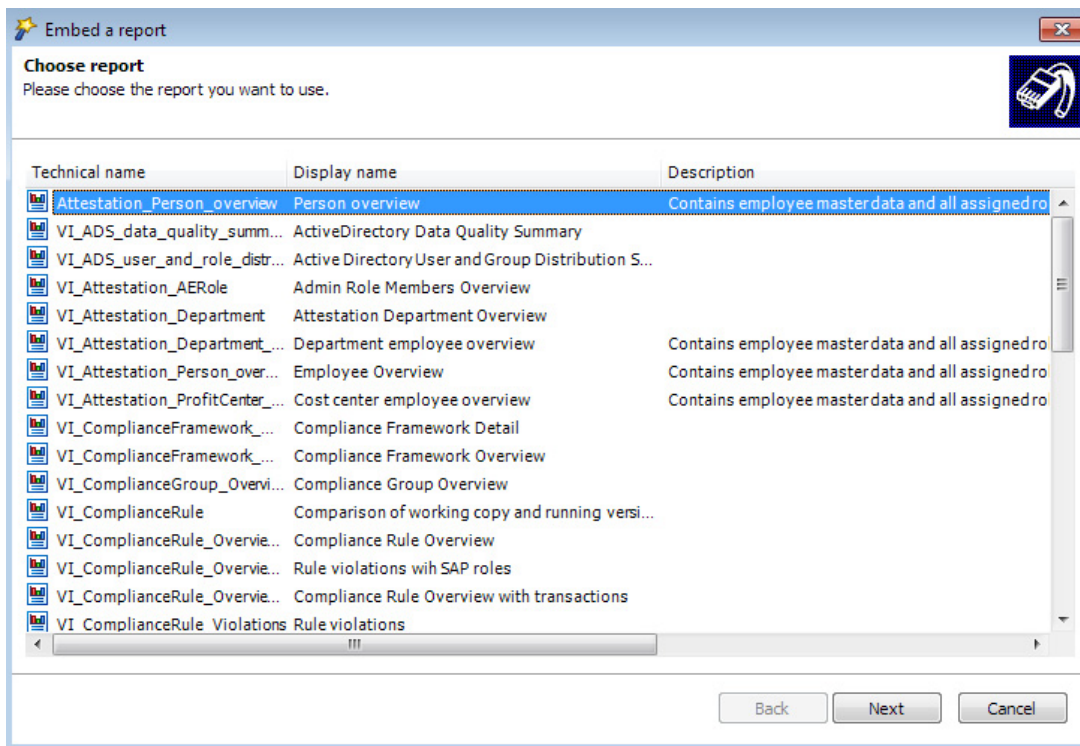 Embed a report
Choose report
Please choose the report you want to use.
Technical name Display name Description
Attestation_Person_overview Person overview Contains employee master data and all assigned ro
VI_ADS_data_quality_summ... ActiveDirectory Data Quality Summary
VI_ADS_user_and_role_distr... Active Directory User and Group Distribution S...
VI_Attestation_AERole Admin Role Members Overview
VI_Attestation_Department Attestation Department Overview
VI_Attestation_Department_... Department employee overview Contains employee master data and all assigned ro
VI_Attestation_Person_over... Employee Overview Contains employee master data and all assigned ro
VI_Attestation_ProfitCenter_... Cost center employee overview Contains employee master data and all assigned ro
VI_ComplianceFramework_... Compliance Framework Detail
VI_ComplianceFramework_... Compliance Framework Overview
VI_ComplianceGroup_Overvi... Compliance Group Overview
VI_ComplianceRule Comparison of working copy and running versi...
VI_ComplianceRule_Overvie... Compliance Rule Overview
VI_ComplianceRule_Overvie... Rule violations wih SAP roles
VI_ComplianceRule_Overvie... Compliance Rule Overview with transactions
VI_ComplianceRule_Violations Rule violations
Back Next Cancel